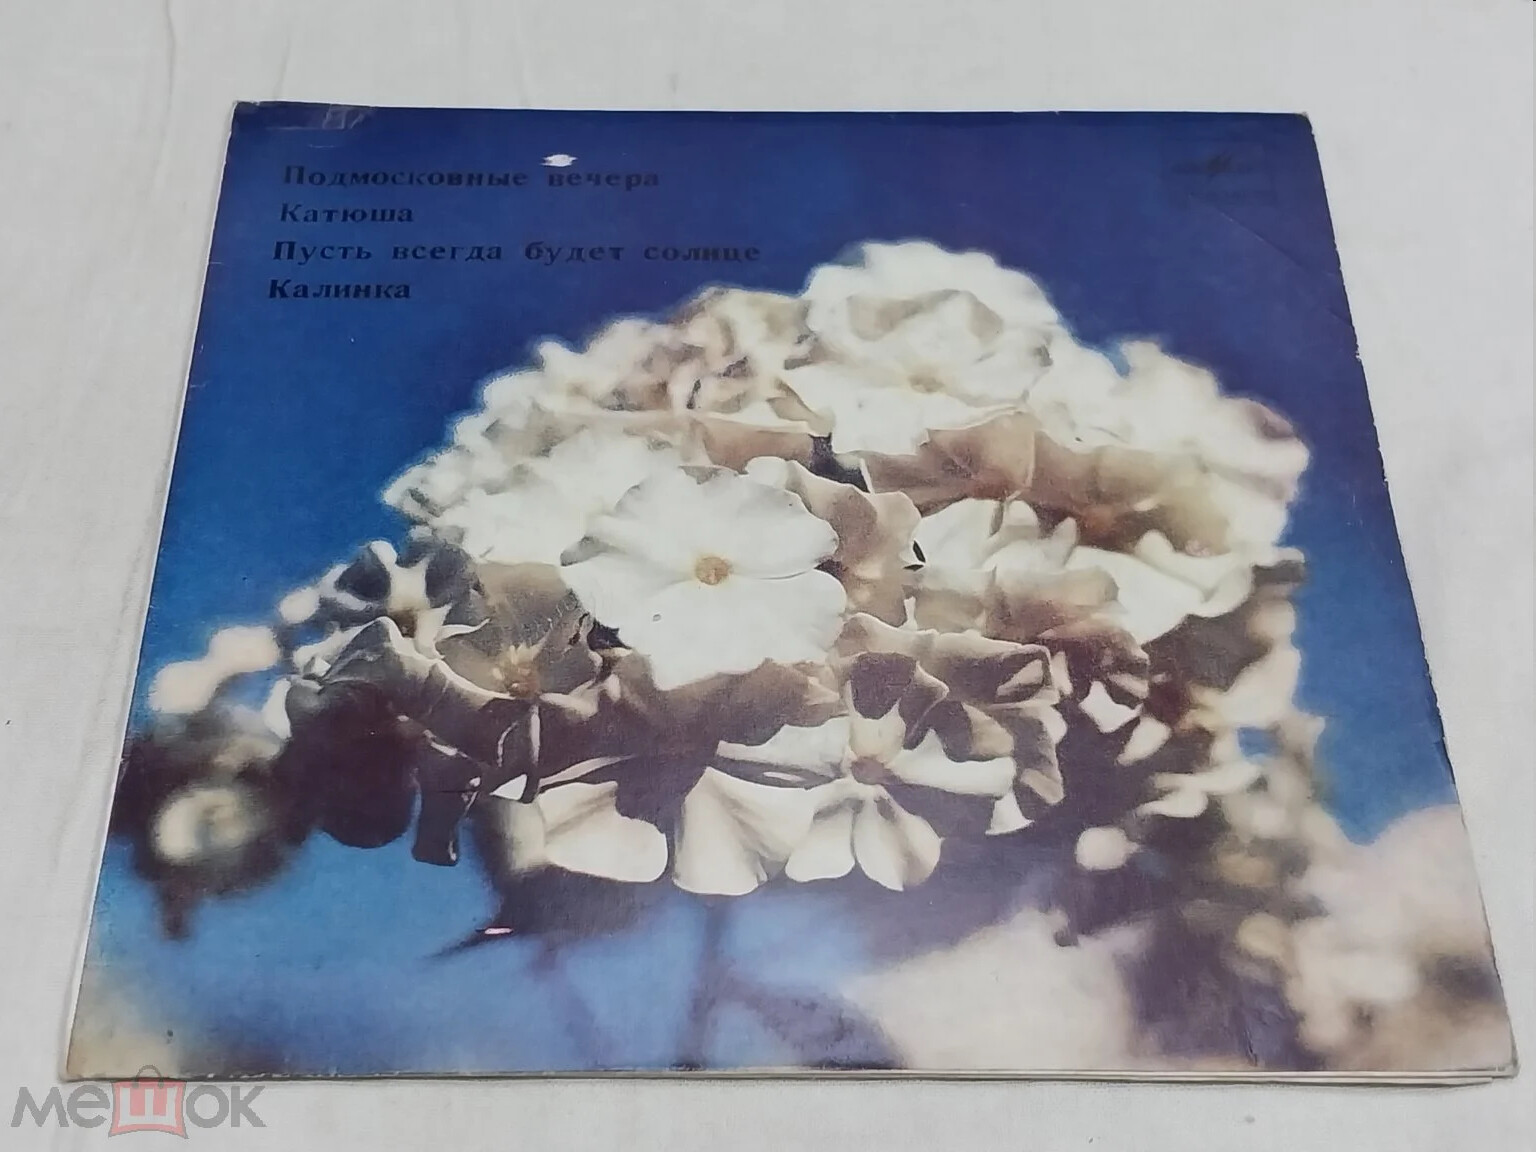 Подмосковные вечера
Катюша
Пусть всегда будет солнце
Калинка
мешок